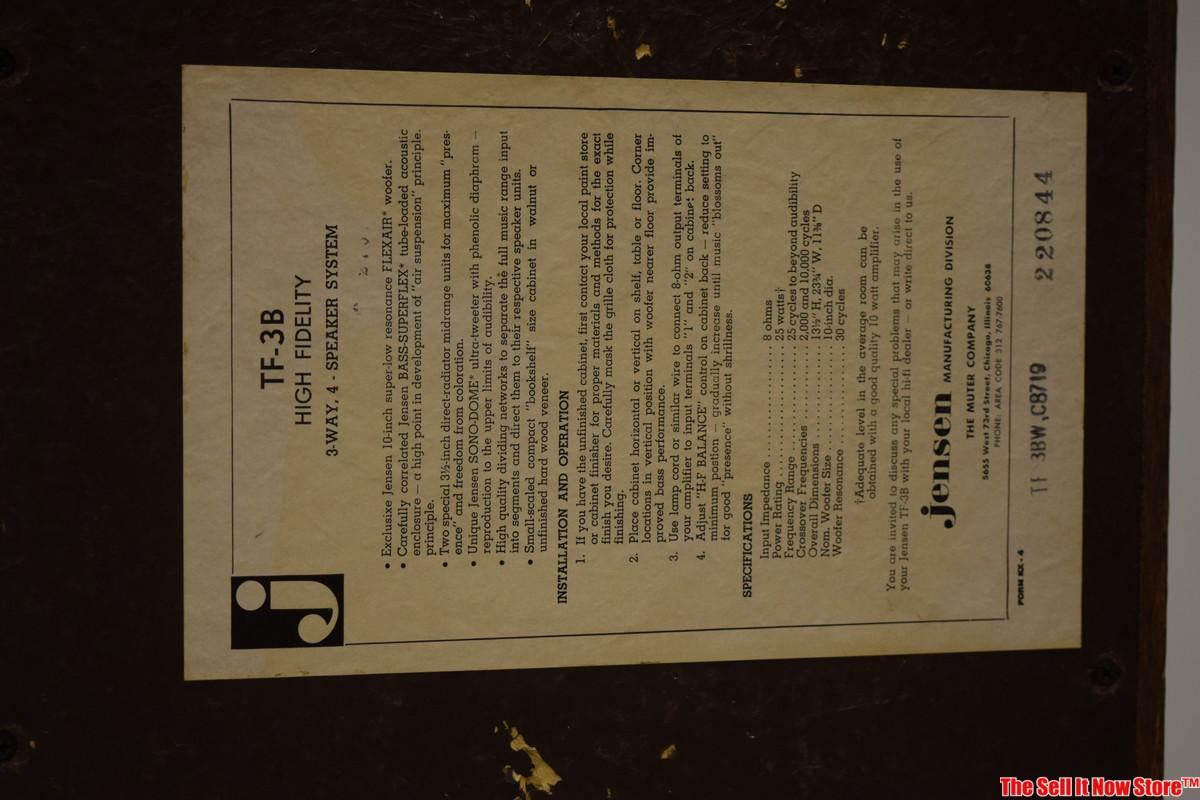 j
TF-3B
HIGH FIDELITY
3-WAY, 4 - SPEAKER SYSTEM
• Exclusive Jensen 10-inch super-low resonance FLEXAIR* woofer.
• Carefully correlated Jensen BASS-SUPERFLEX* tube-loaded acoustic
enclosure — a high point in development of "air suspension" principle.
principle.
• Two special 3½-inch direct-radiator midrange units for maximum "pres-
ence" and freedom from coloration.
• Unique Jensen SONO-DOME* ultra-tweeter with phenolic diaphram —
reproduction to the upper limits of audibility.
• High quality dividing networks to separate the full music range input
into segments and direct them to their respective speaker units.
• Small-scaled compact "bookshelf" size cabinet in walnut or
unfinished hard wood veneer.
INSTALLATION AND OPERATION
1. If you have the unfinished cabinet, first contact your local paint store
or cabinet finisher for proper materials and methods for the exact
finish you desire. Carefully mask the grille cloth for protection while
finishing.
2. Place cabinet horizontal or vertical on shelf, table or floor. Corner
locations in vertical position with woofer nearer floor provide im-
proved bass performance.
3. Use lamp cord or similar wire to connect 8-ohm output terminals of
your amplifier to input terminals "1" and "2" on cabinet back.
4. Adjust "H-F BALANCE" control on cabinet back — reduce setting to
minimum postion — gradually increase until music "blossoms out"
for good "presence" without shrillness.
SPECIFICATIONS
Input Impedance . . . . . . . . . . . . 8 ohms
Power Rating . . . . . . . . . . . . 25 watts†
Frequency Range . . . . . . . . . . . . 25 cycles to beyond audibility
Crossover Frequencies . . . . . . . . . . . . 2,000 and 10,000 cycles
Overall Dimensions . . . . . . . . . . . . 13½" H, 23¾" W, 11⅜" D
Nom. Woofer Size . . . . . . . . . . . . 10-inch dia.
Woofer Resonance . . . . . . . . . . . . 30 cycles
†Adequate level in the average room can be
obtained with a good quality 10 watt amplifier.
You are invited to discuss any special problems that may arise in the use of
your Jensen TF-3B with your local hi-fi dealer — or write direct to us.
jensen MANUFACTURING DIVISION
THE MUTER COMPANY
5655 West 73rd Street, Chicago, Illinois 60638
PHONE: AREA CODE 312 767-7600
FORM KX - 4
TF 3BW,C8719
220844
The Sell It Now Store™